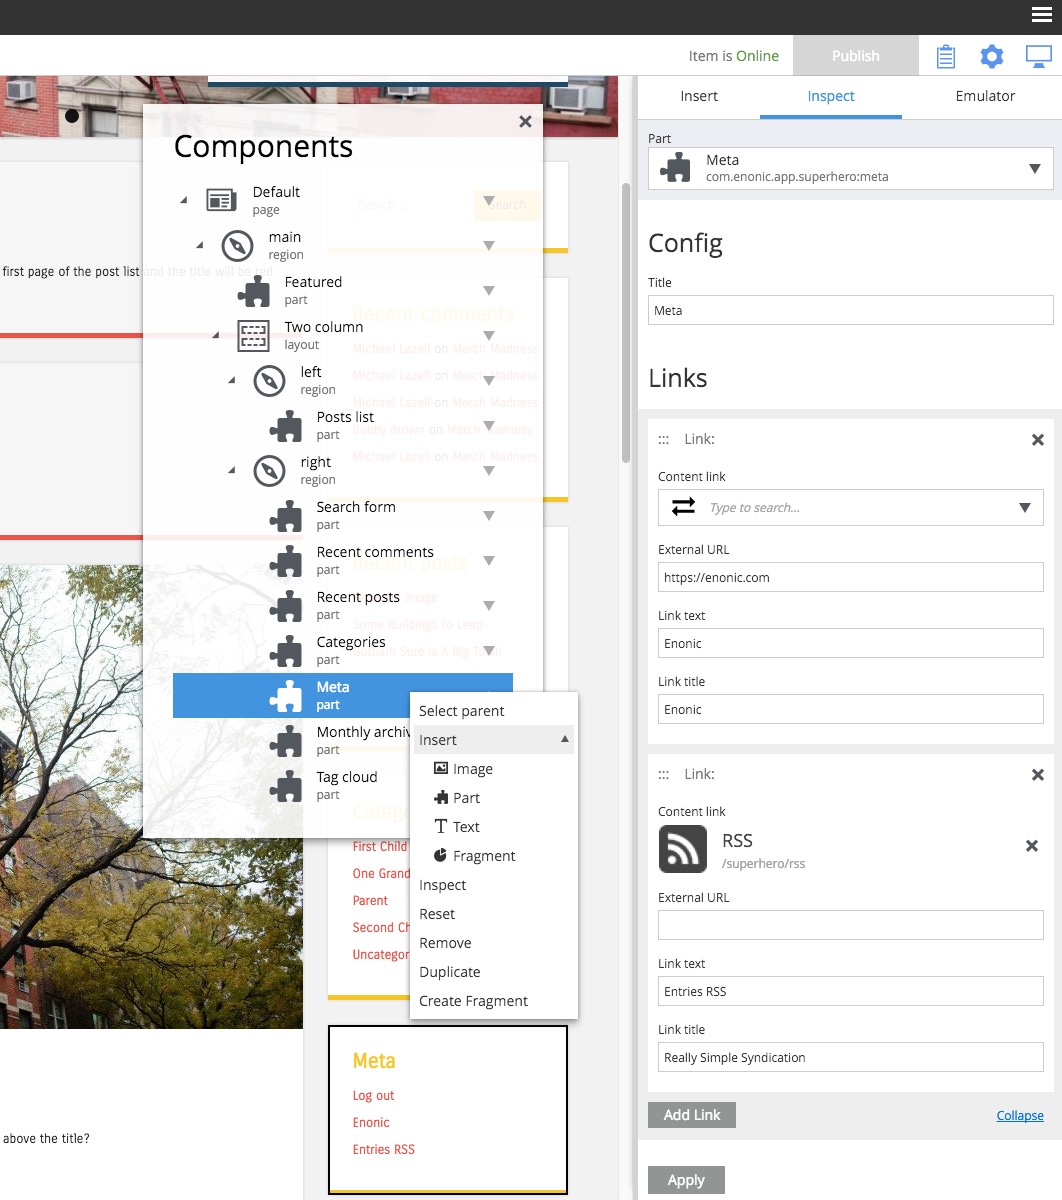 Item is Online
Publish
Insert
Inspect
Emulator
Part
Meta
com.enonic.app.superhero:meta
Config
Title
Meta
Links
::: Link:
Content link
Type to search...
External URL
https://enonic.com
Link text
Enonic
Link title
Enonic
::: Link:
Content link
RSS
/superhero/rss
External URL
Link text
Entries RSS
Link title
Really Simple Syndication
Add Link
Collapse
Apply
Components
Default
page
main
region
Featured
part
Two column
layout
left
region
Posts list
part
right
region
Search form
part
Recent comments
part
Recent posts
part
Categories
part
Meta
part
Monthly archiv
part
Tag cloud
part
Select parent
Insert
Image
Part
Text
Fragment
Inspect
Reset
Remove
Duplicate
Create Fragment
first page of the post list and the title will be red.
Search ...
Search
Recent comments
Michael Lazell on March Madness
Michael Lazell on March Madness
Michael Lazell on March Madness
Bobby Brown on March Madness
Michael Lazell on March Madness
Recent posts
Image
Some Buildings to Leap
Gotham Sure Is A Big Town
Categ
First Child
One Grand
Parent
Second Ch
Uncategor
Meta
Log out
Enonic
Entries RSS
above the title?